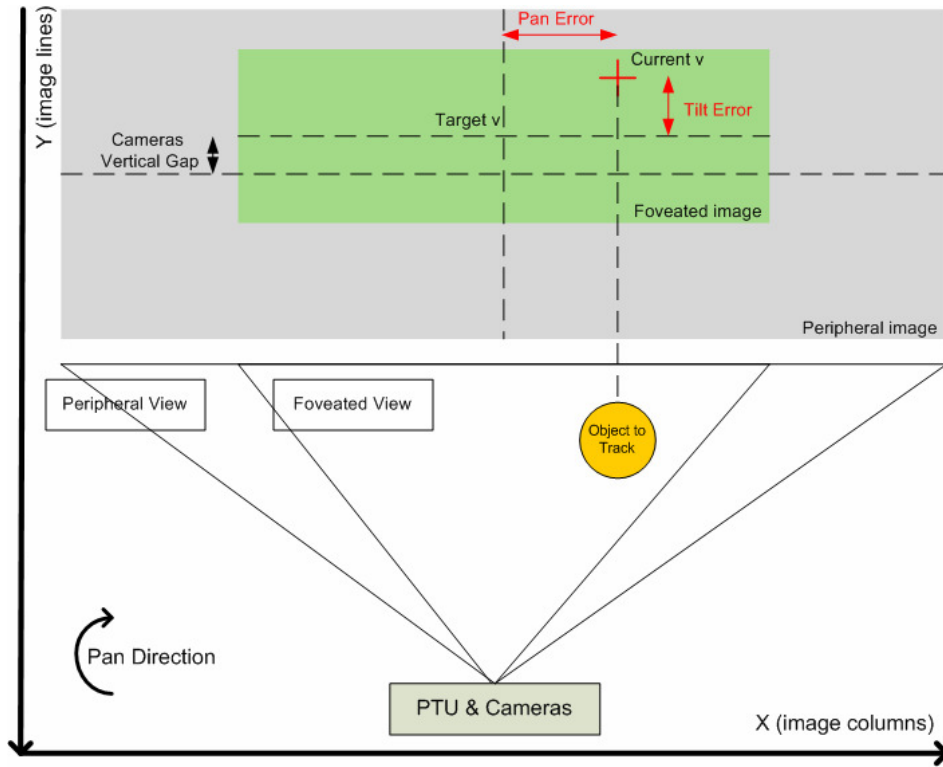 Y (image lines)
Pan Error
Current v
Tilt Error
Target v
Cameras
Vertical Gap
Foveated image
Peripheral image
Peripheral View
Foveated View
Object to
Track
Pan Direction
PTU & Cameras
X (image columns)